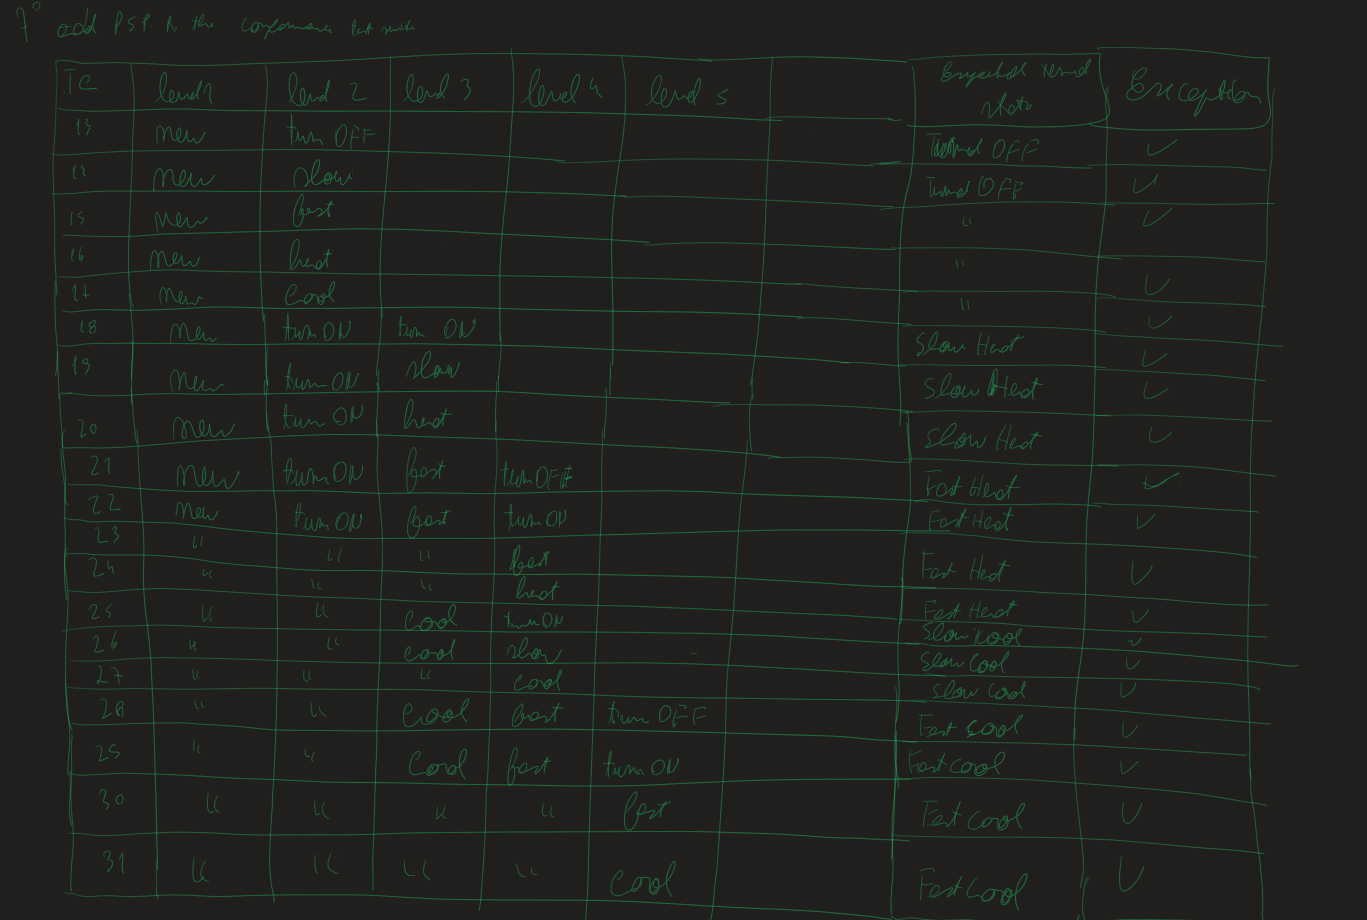 7° add PSP to the conformance test suite
TC level1 level 2 level 3 level 4 level 5 Expected state Exception
13 new turn OFF Turned OFF ✓
new slow Turned OFF ✓
15 new fast " ✓
16 new heat " ✓
17 new cool " ✓
18 new turn ON turn ON Slow Heat ✓
19 new turn ON slow Slow Heat ✓
20 new turn ON heat Slow Heat ✓
21 new turn ON fast turn OFF Fast Heat ✓
22 new turn ON fast turn ON Fast Heat ✓
23 " " " fast Fast Heat ✓
24 " " " heat Fast Heat ✓
25 " " cool turn ON Slow Kool ✓
26 " " cool slow Slow Cool ✓
27 " " " cool Slow Cool ✓
28 " " Cool fast turn OFF Fast cool ✓
25 " " Cool fast turn ON Fast cool ✓
30 " " " " fast Fast cool ✓
31 " " " " cool Fast Cool ✓